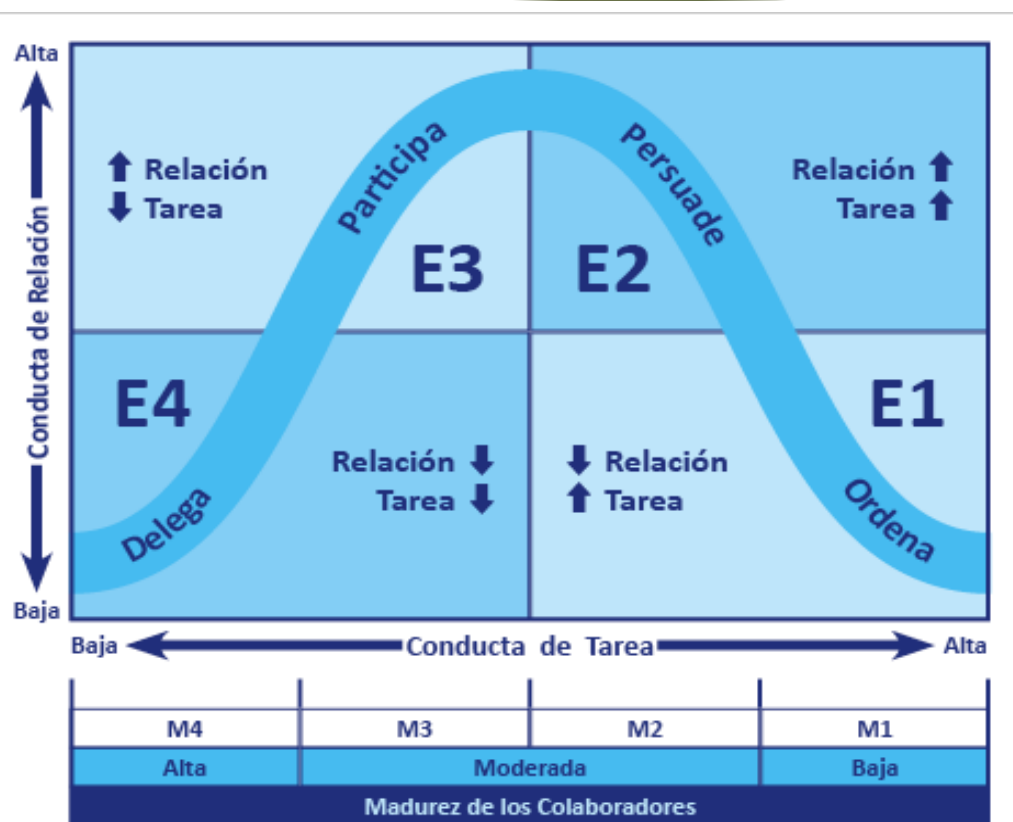 Alta
Conducta de Relación
Baja
Relación
Tarea
Participa
E3
Persuade
E2
Relación
Tarea
E4
Delega
Relación
Tarea
Relación
Tarea
E1
Ordena
Baja Conducta de Tarea Alta
M4 M3 M2 M1
Alta Moderada Baja
Madurez de los Colaboradores